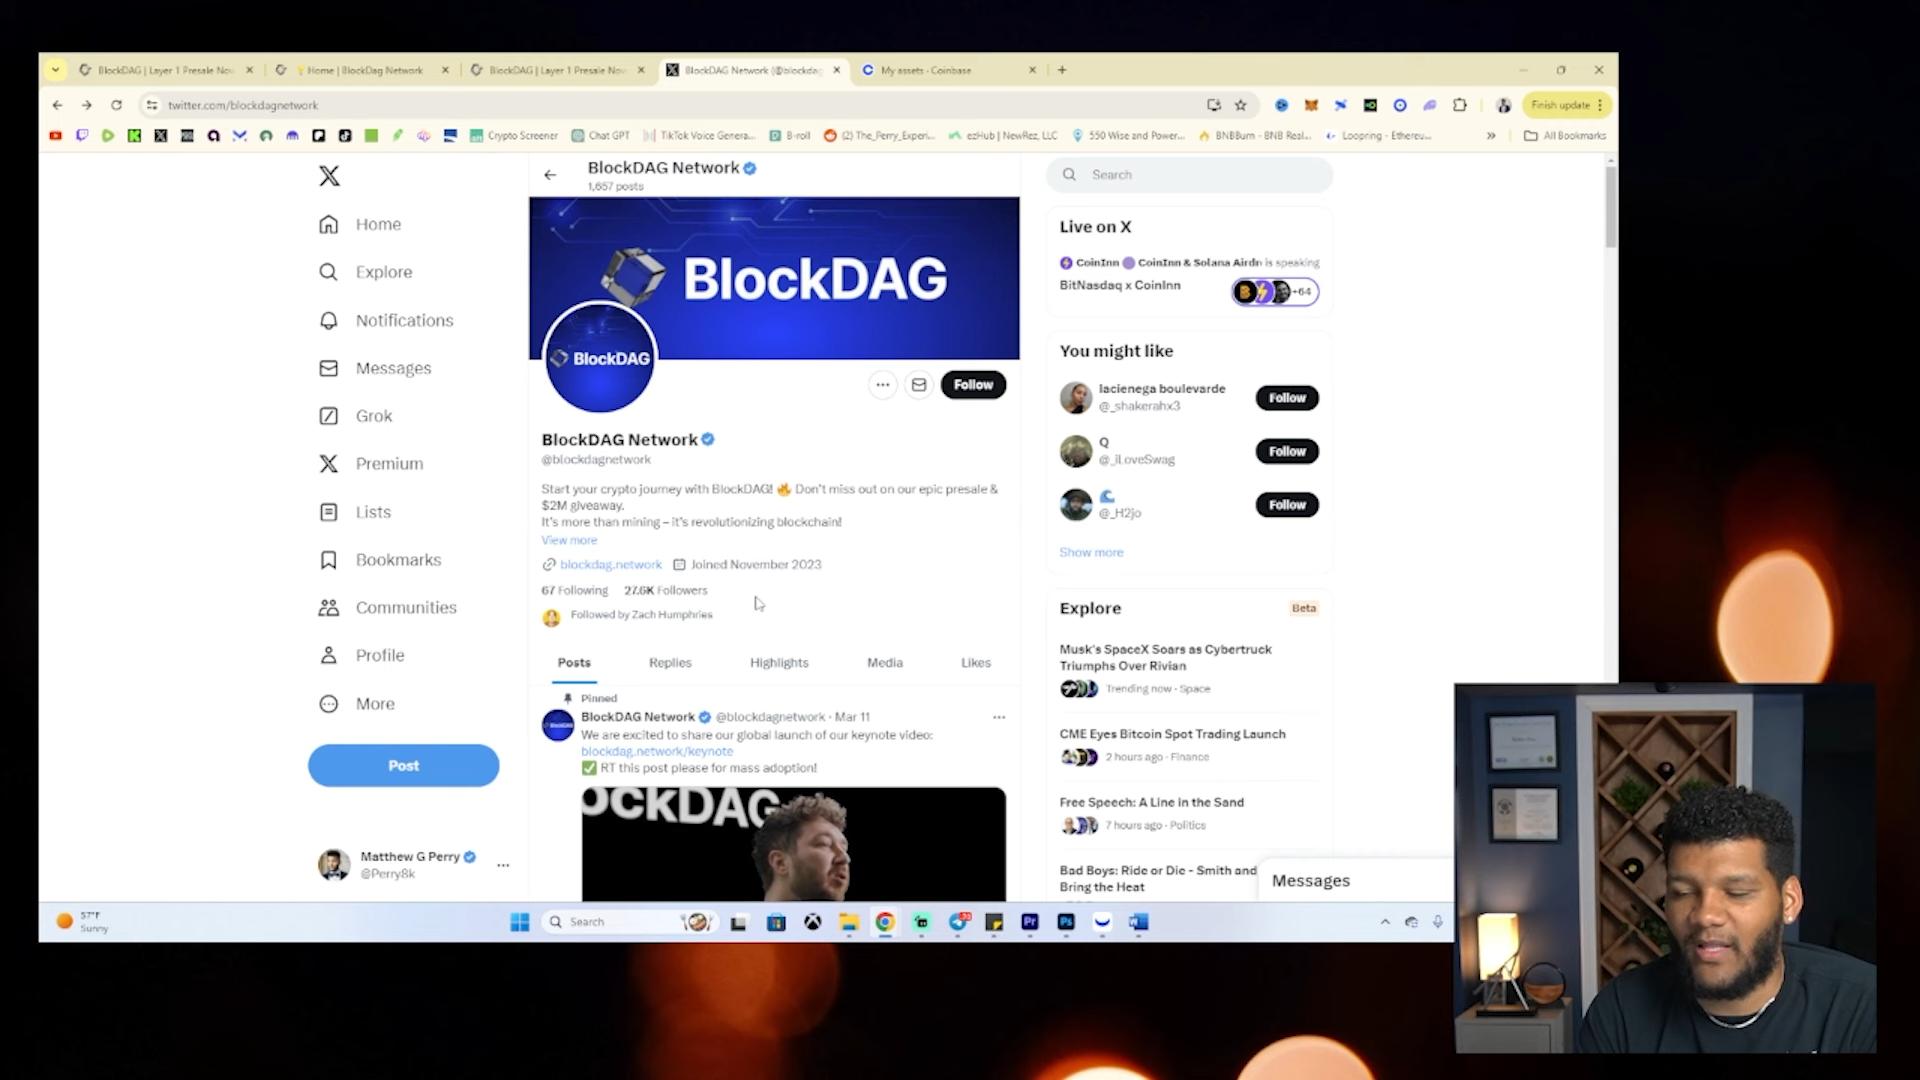 BlockDAG | Layer 1 Presale Nov
Home | BlockDag Network
BlockDAG | Layer 1 Presale Nov
BlockDAG Network (@blockdag
My assets - Coinbase
twitter.com/blockdagnetwork
Finish update
Crypto Screener
Chat GPT
TikTok Voice Genera...
B-roll
(2) The_Perry_Experi...
ezHub | NewRez, LLC
550 Wise and Power...
BNBBurn - BNB Real...
Loopring - Ethereu...
All Bookmarks
BlockDAG Network
1,657 posts
Home
Explore
Notifications
Messages
Grok
Premium
Lists
Bookmarks
Communities
Profile
More
Post
Matthew G Perry
@Perry8k
BlockDAG
BlockDAG
Follow
BlockDAG Network
@blockdagnetwork
Start your crypto journey with BlockDAG! 🔥 Don't miss out on our epic presale &
$2M giveaway.
It's more than mining – it's revolutionizing blockchain!
View more
blockdag.network Joined November 2023
67 Following 27.6K Followers
Followed by Zach Humphries
Posts Replies Highlights Media Likes
Pinned
BlockDAG Network @blockdagnetwork · Mar 11
We are excited to share our global launch of our keynote video:
blockdag.network/keynote
✅ RT this post please for mass adoption!
OCKDAG
Search
Live on X
CoinInn CoinInn & Solana Airdn is speaking
BitNasdaq x CoinInn
+64
You might like
lacienega boulevarde
@_shakerahx3
Follow
Q
@_iLoveSwag
Follow
🌊
@_H2jo
Follow
Show more
Explore
Beta
Musk's SpaceX Soars as Cybertruck
Triumphs Over Rivian
Trending now · Space
CME Eyes Bitcoin Spot Trading Launch
2 hours ago · Finance
Free Speech: A Line in the Sand
7 hours ago · Politics
Bad Boys: Ride or Die - Smith and
Bring the Heat
Messages
57°F
Sunny
Search
Pr
Ps